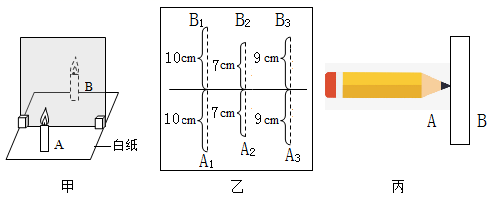 B
A
白纸
甲
B1 B2 B3
10cm 7cm 9cm
10cm 7cm 9cm
A1 A2 A3
乙
A B
丙